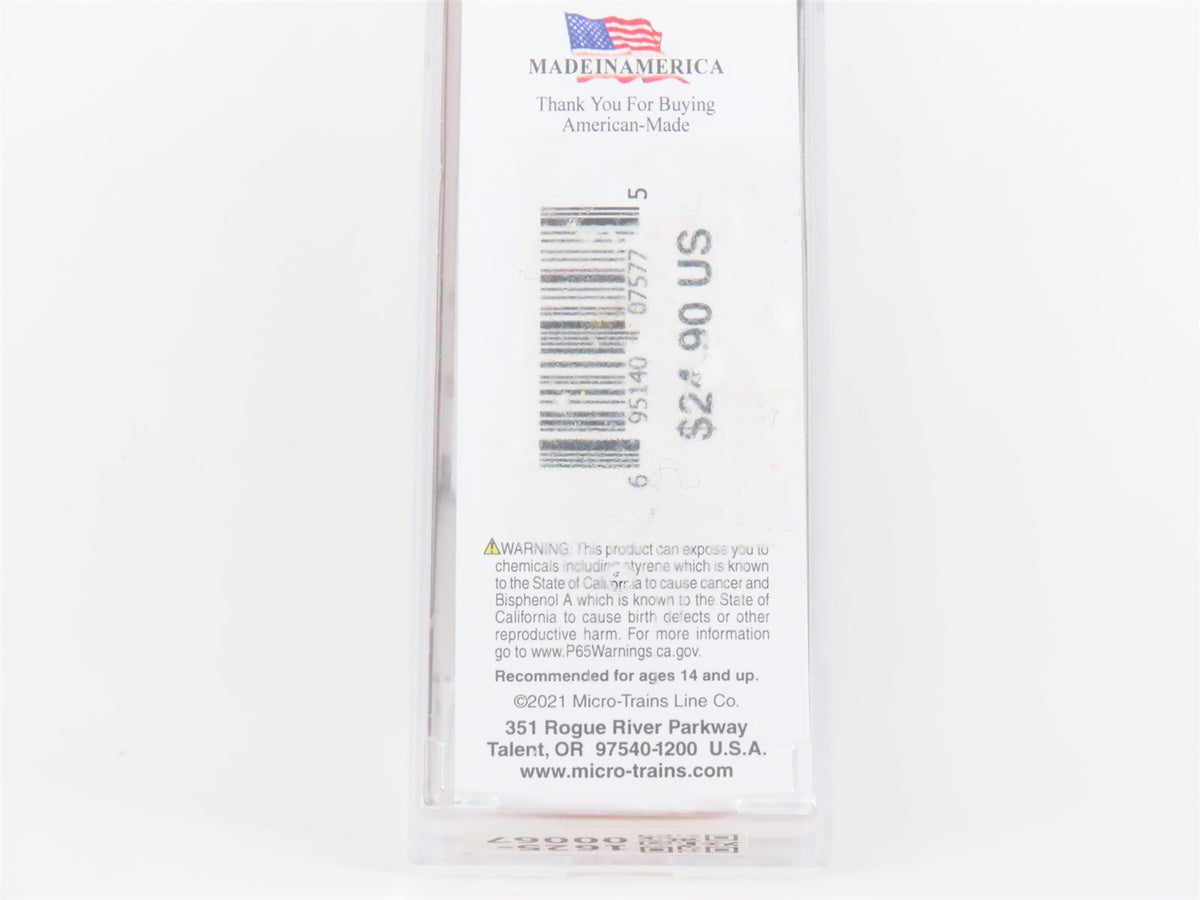 MADEINAMERICA
Thank You For Buying
American-Made
6 95140 07577 5
$24.90 US
WARNING: This product can expose you to
chemicals including styrene which is known
to the State of California to cause cancer and
Bisphenol A which is known to the State of
California to cause birth defects or other
reproductive harm. For more information
go to www.P65Warnings.ca.gov.
Recommended for ages 14 and up.
©2021 Micro-Trains Line Co.
351 Rogue River Parkway
Talent, OR 97540-1200 U.S.A.
www.micro-trains.com